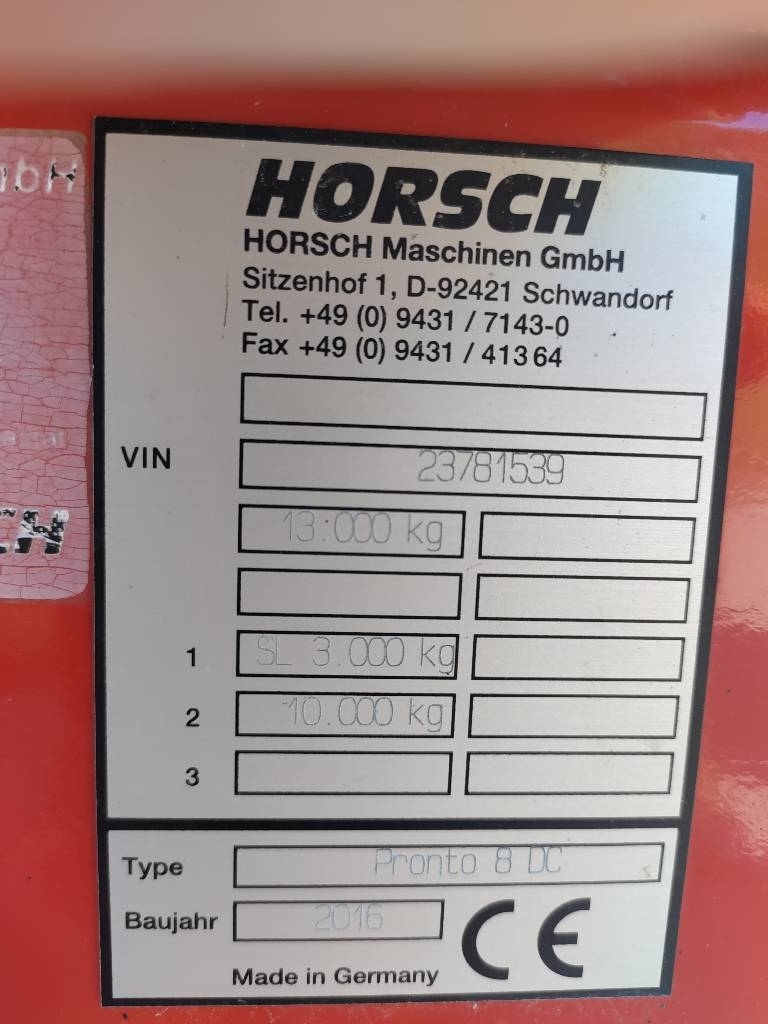 HORSCH
HORSCH Maschinen GmbH
Sitzenhof 1, D-92421 Schwandorf
Tel. +49 (0) 9431 / 7143-0
Fax +49 (0) 9431 / 41364
VIN 23781539
13.000 kg
1 SL 3.000 kg
2 10.000 kg
3
Type Pronto 8 DC
Baujahr 2016
CE
Made in Germany